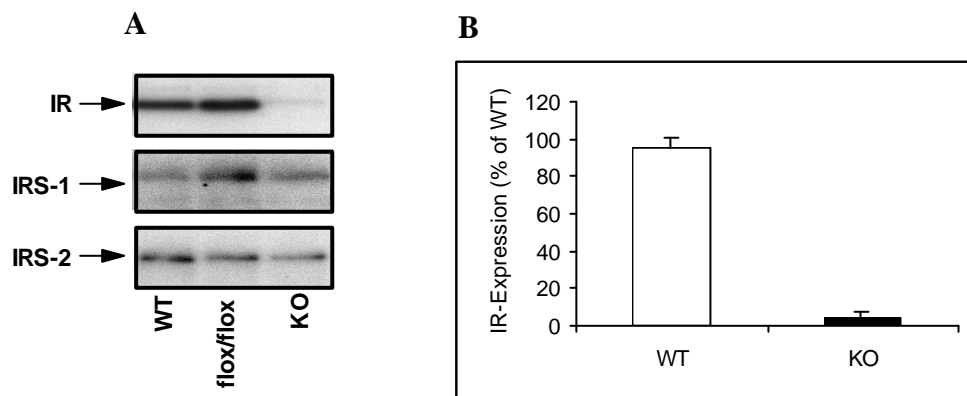 A
IR
IRS-1
IRS-2
WT
flox/flox
KO
B
IR-Expression (% of WT)
120
100
80
60
40
20
0
WT
KO